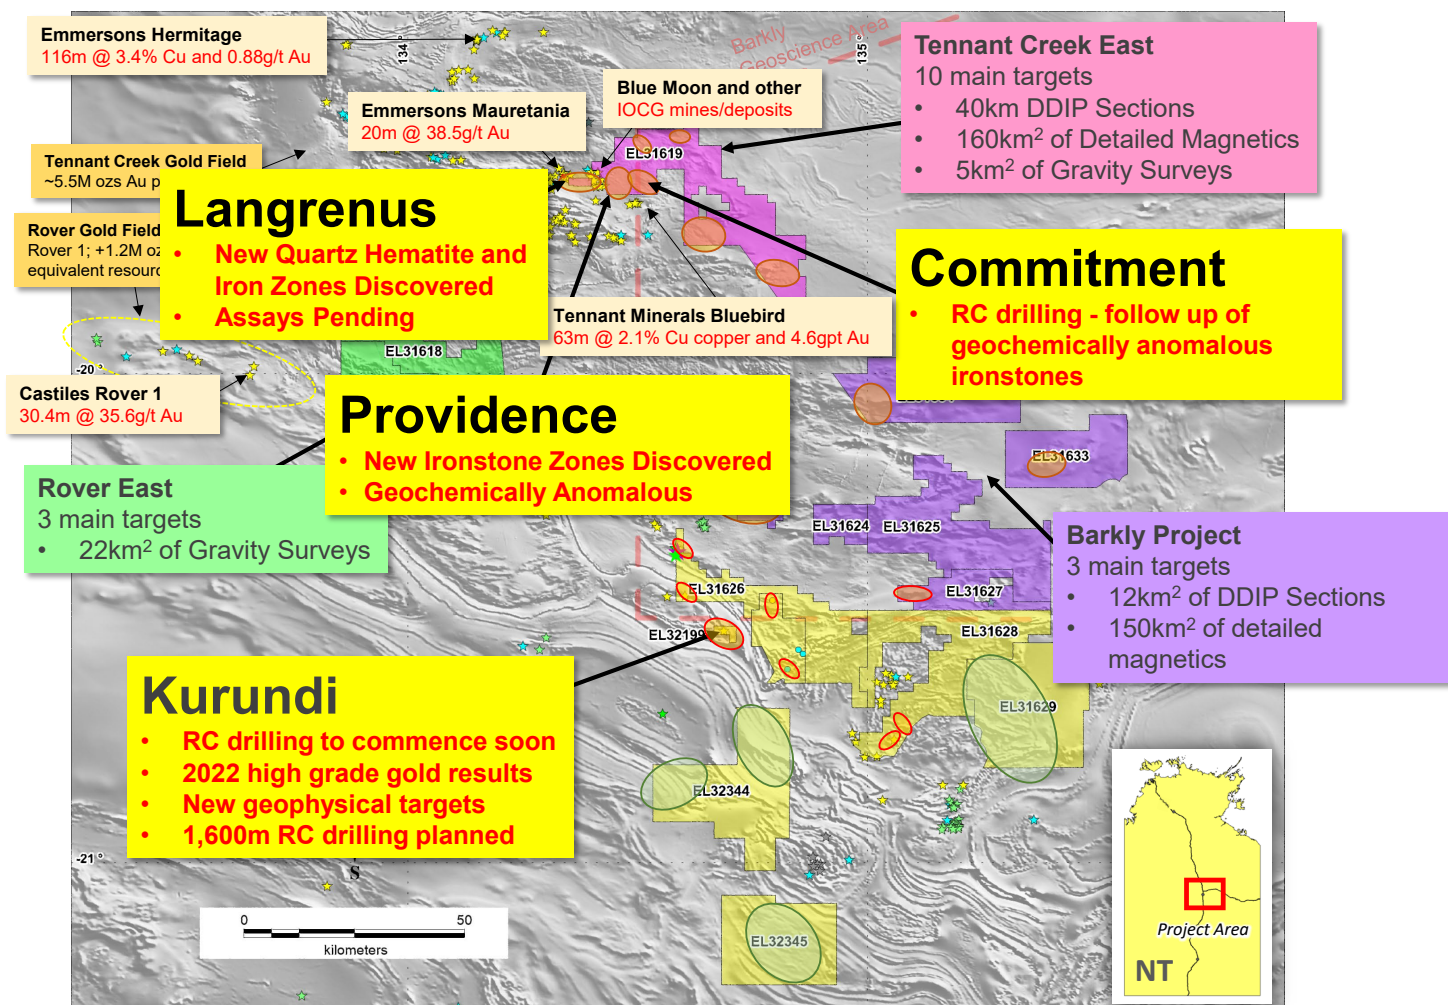 Emmersons Hermitage
116m @ 3.4% Cu and 0.88g/t Au
134°
Barkly
Geoscience Area
135°
Tennant Creek East
10 main targets
• 40km DDIP Sections
• 160km² of Detailed Magnetics
• 5km² of Gravity Surveys
Blue Moon and other
IOCG mines/deposits
Emmersons Mauretania
20m @ 38.5g/t Au
EL31619
Tennant Creek Gold Field
~5.5M ozs Au p
Langrenus
• New Quartz Hematite and
Iron Zones Discovered
• Assays Pending
Rover Gold Field
Rover 1; +1.2M oz
equivalent resourc
Commitment
• RC drilling - follow up of
geochemically anomalous
ironstones
Tennant Minerals Bluebird
63m @ 2.1% Cu copper and 4.6gpt Au
EL31618
-20°
Castiles Rover 1
30.4m @ 35.6g/t Au
Providence
• New Ironstone Zones Discovered
• Geochemically Anomalous
EL31633
Rover East
3 main targets
• 22km² of Gravity Surveys
EL31624
EL31625
Barkly Project
3 main targets
• 12km² of DDIP Sections
• 150km² of detailed
magnetics
EL31626
EL31627
EL32199
EL31628
Kurundi
• RC drilling to commence soon
• 2022 high grade gold results
• New geophysical targets
• 1,600m RC drilling planned
EL31629
EL32344
-21°
S
0 50
kilometers
EL32345
Project Area
NT